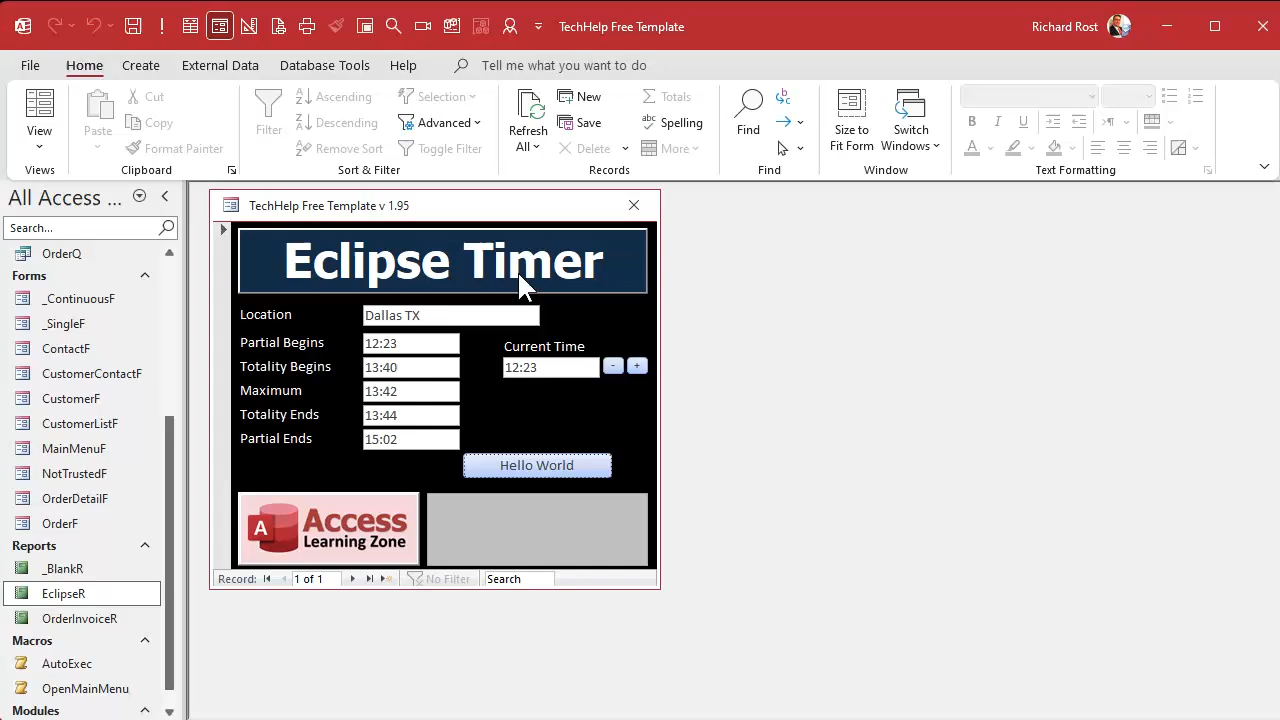 TechHelp Free Template
Richard Rost
File
Home
Create
External Data
Database Tools
Help
Tell me what you want to do
View
Views
Paste
Cut
Copy
Format Painter
Clipboard
Filter
Ascending
Descending
Remove Sort
Selection
Advanced
Toggle Filter
Sort & Filter
Refresh
All
New
Save
Delete
Totals
Spelling
More
Records
Find
Find
Size to
Fit Form
Switch
Windows
Window
B I U
A
Text Formatting
All Access ...
Search...
OrderQ
Forms
_ContinuousF
_SingleF
ContactF
CustomerContactF
CustomerF
CustomerListF
MainMenuF
NotTrustedF
OrderDetailF
OrderF
Reports
_BlankR
EclipseR
OrderInvoiceR
Macros
AutoExec
OpenMainMenu
Modules
TechHelp Free Template v 1.95
Eclipse Timer
Location Dallas TX
Partial Begins 12:23
Totality Begins 13:40
Maximum 13:42
Totality Ends 13:44
Partial Ends 15:02
Current Time
12:23 - +
Hello World
A Access
Learning Zone
Record: 1 of 1 No Filter Search